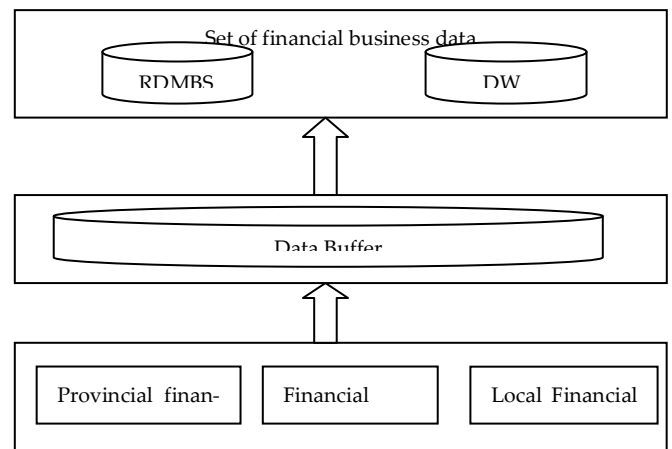 Set of financial business data
RDMBS
DW
Data Buffer
Provincial finan-
Financial
Local Financial